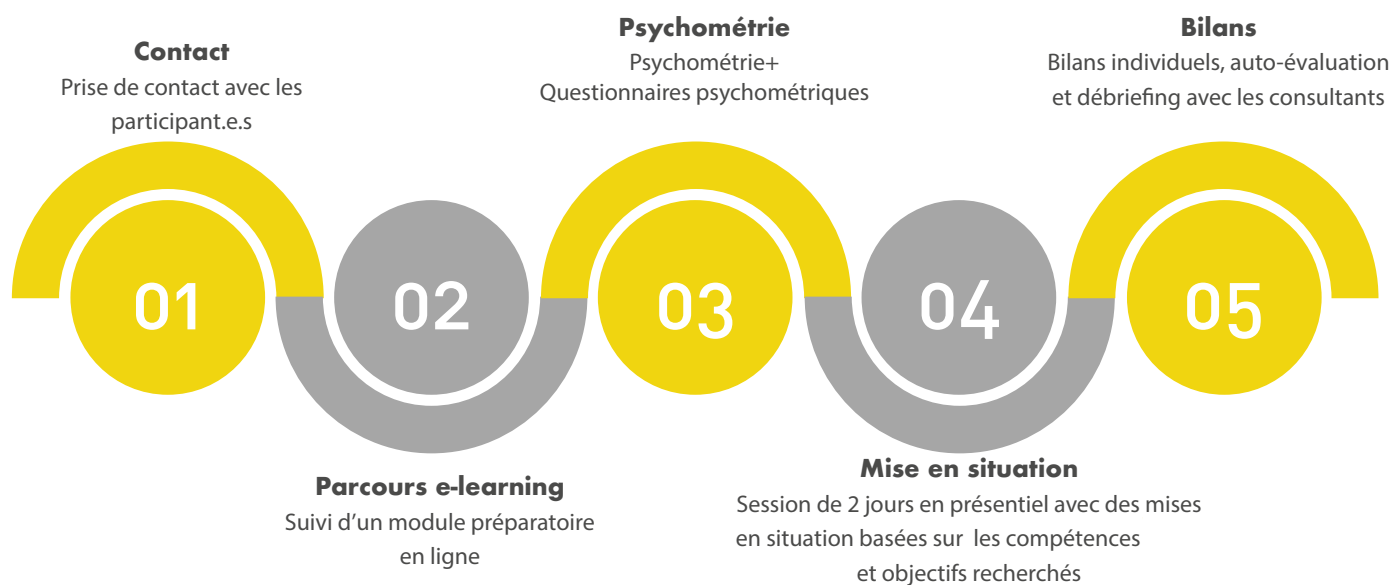 Contact
Prise de contact avec les
participant.e.s
01
Parcours e-learning
Suivi d’un module préparatoire
en ligne
02
Psychométrie
Psychométrie+
Questionnaires psychométriques
03
Mise en situation
Session de 2 jours en présentiel avec des mises
en situation basées sur les compétences
et objectifs recherchés
04
Bilans
Bilans individuels, auto-évaluation
et débriefing avec les consultants
05